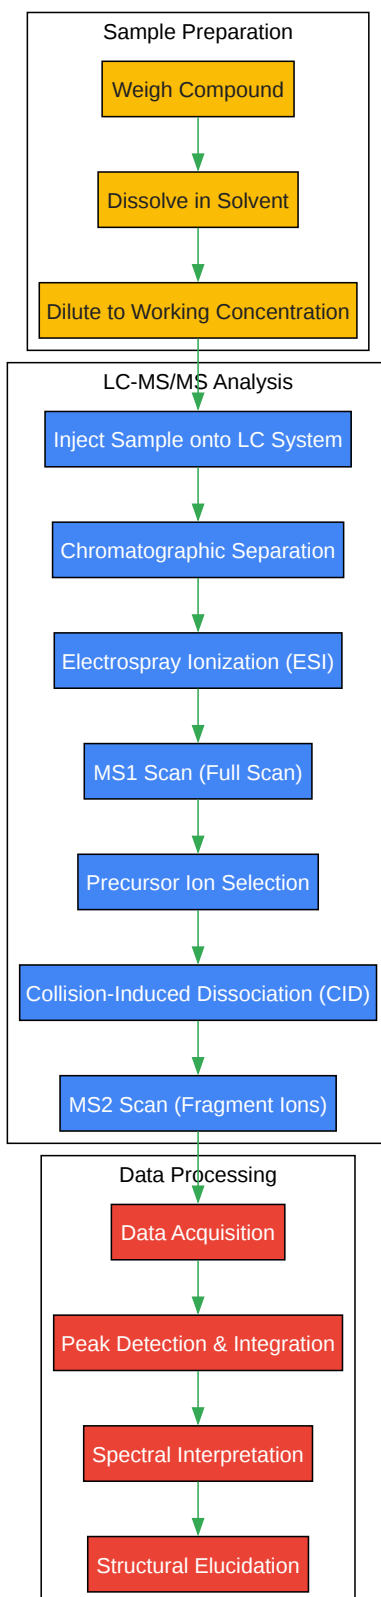 Sample Preparation
Weigh Compound
Dissolve in Solvent
Dilute to Working Concentration
LC-MS/MS Analysis
Inject Sample onto LC System
Chromatographic Separation
Electrospray Ionization (ESI)
MS1 Scan (Full Scan)
Precursor Ion Selection
Collision-Induced Dissociation (CID)
MS2 Scan (Fragment Ions)
Data Processing
Data Acquisition
Peak Detection & Integration
Spectral Interpretation
Structural Elucidation